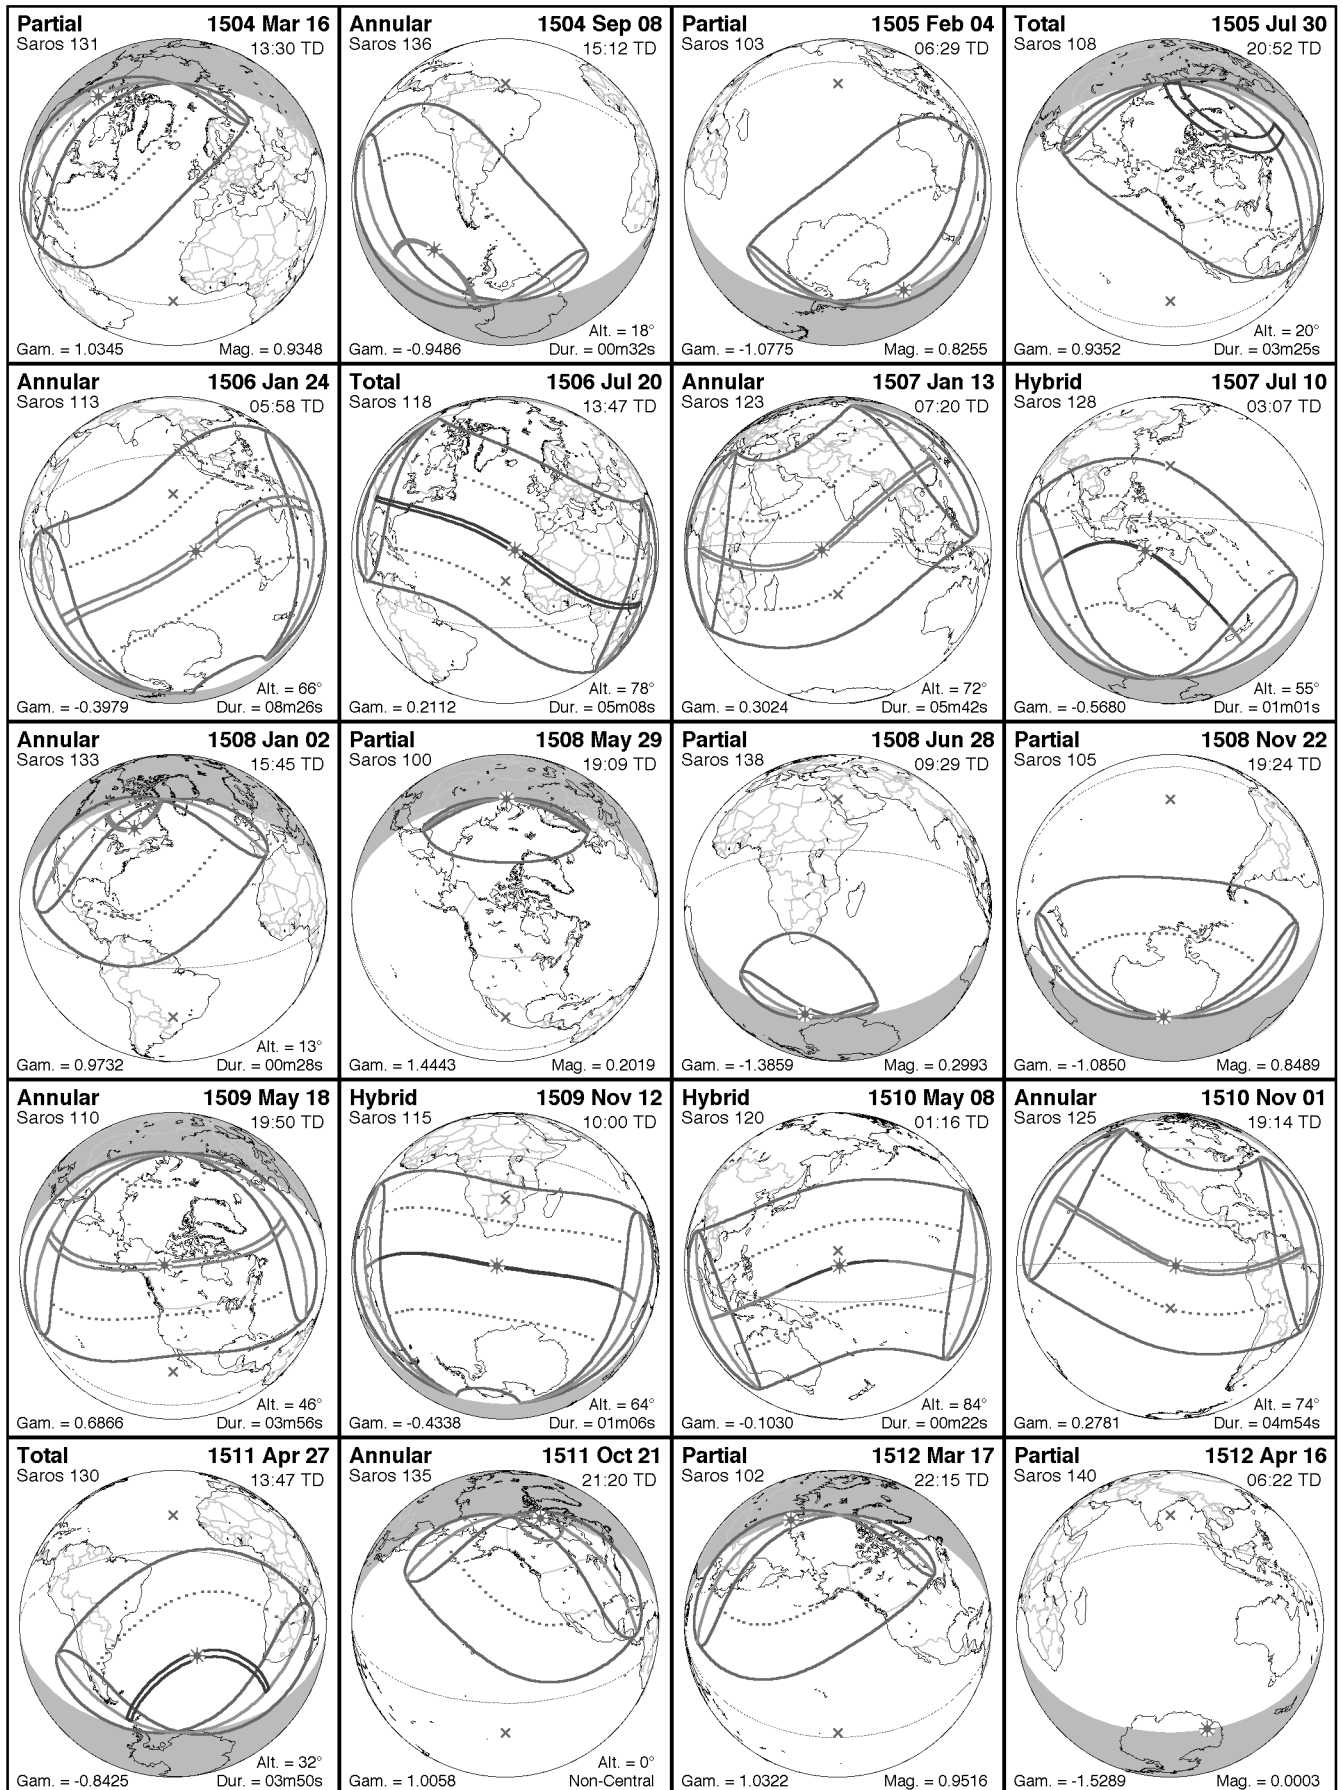 Partial 1504 Mar 16
Saros 131 13:30 TD
Gam. = 1.0345 Mag. = 0.9348
Annular 1504 Sep 08
Saros 136 15:12 TD
Alt. = 18°
Gam. = -0.9486 Dur. = 00m32s
Partial 1505 Feb 04
Saros 103 06:29 TD
Gam. = -1.0775 Mag. = 0.8255
Total 1505 Jul 30
Saros 108 20:52 TD
Alt. = 20°
Gam. = 0.9352 Dur. = 03m25s
Annular 1506 Jan 24
Saros 113 05:58 TD
Alt. = 66°
Gam. = -0.3979 Dur. = 08m26s
Total 1506 Jul 20
Saros 118 13:47 TD
Alt. = 78°
Gam. = 0.2112 Dur. = 05m08s
Annular 1507 Jan 13
Saros 123 07:20 TD
Alt. = 72°
Gam. = 0.3024 Dur. = 05m42s
Hybrid 1507 Jul 10
Saros 128 03:07 TD
Alt. = 55°
Gam. = -0.5680 Dur. = 01m01s
Annular 1508 Jan 02
Saros 133 15:45 TD
Alt. = 13°
Gam. = 0.9732 Dur. = 00m28s
Partial 1508 May 29
Saros 100 19:09 TD
Gam. = 1.4443 Mag. = 0.2019
Partial 1508 Jun 28
Saros 138 09:29 TD
Gam. = -1.3859 Mag. = 0.2993
Partial 1508 Nov 22
Saros 105 19:24 TD
Gam. = -1.0850 Mag. = 0.8489
Annular 1509 May 18
Saros 110 19:50 TD
Alt. = 46°
Gam. = 0.6866 Dur. = 03m56s
Hybrid 1509 Nov 12
Saros 115 10:00 TD
Alt. = 64°
Gam. = -0.4338 Dur. = 01m06s
Hybrid 1510 May 08
Saros 120 01:16 TD
Alt. = 84°
Gam. = -0.1030 Dur. = 00m22s
Annular 1510 Nov 01
Saros 125 19:14 TD
Alt. = 74°
Gam. = 0.2781 Dur. = 04m54s
Total 1511 Apr 27
Saros 130 13:47 TD
Alt. = 32°
Gam. = -0.8425 Dur. = 03m50s
Annular 1511 Oct 21
Saros 135 21:20 TD
Alt. = 0°
Gam. = 1.0058 Non-Central
Partial 1512 Mar 17
Saros 102 22:15 TD
Gam. = 1.0322 Mag. = 0.9516
Partial 1512 Apr 16
Saros 140 06:22 TD
Gam. = -1.5289 Mag. = 0.0003